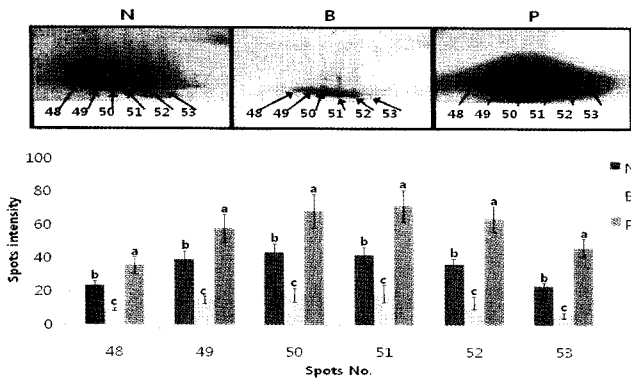 N B P
48 49 50 51 52 53 48 49 50 51 52 53 48 49 50 51 52 53
100
80
60
40
20
0
Spots intensity
b c a b c a b c a b c a b c a b c a
N
B
P
48 49 50 51 52 53
Spots No.